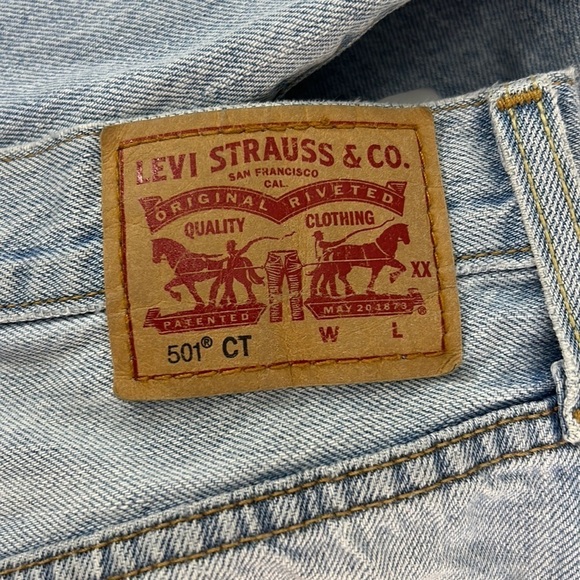 LEVI STRAUSS & CO.
SAN FRANCISCO
CAL.
ORIGINAL RIVETED
QUALITY CLOTHING
XX
PATENTED MAY 20 1873 ®
W L
501® CT